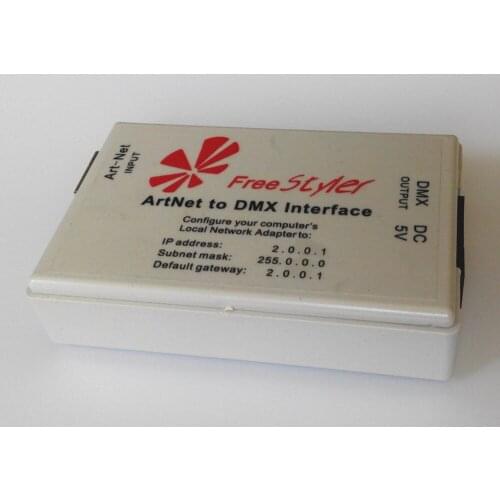 Art-Net
INPUT
FreeStyler
ArtNet to DMX Interface
Configure your computer's
Local Network Adapter to:
IP address: 2.0.0.1
Subnet mask: 255.0.0.0
Default gateway: 2.0.0.1
DMX DC
OUTPUT 5V